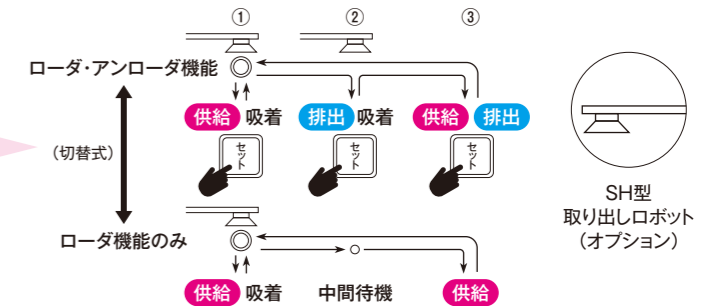 ① ② ③
ローダ・アンローダ機能
供給 吸着 排出 吸着 供給 排出
(切替式)
セット セット セット
SH型
取り出しロボット
(オプション)
ローダ機能のみ
供給 吸着 中間待機 供給